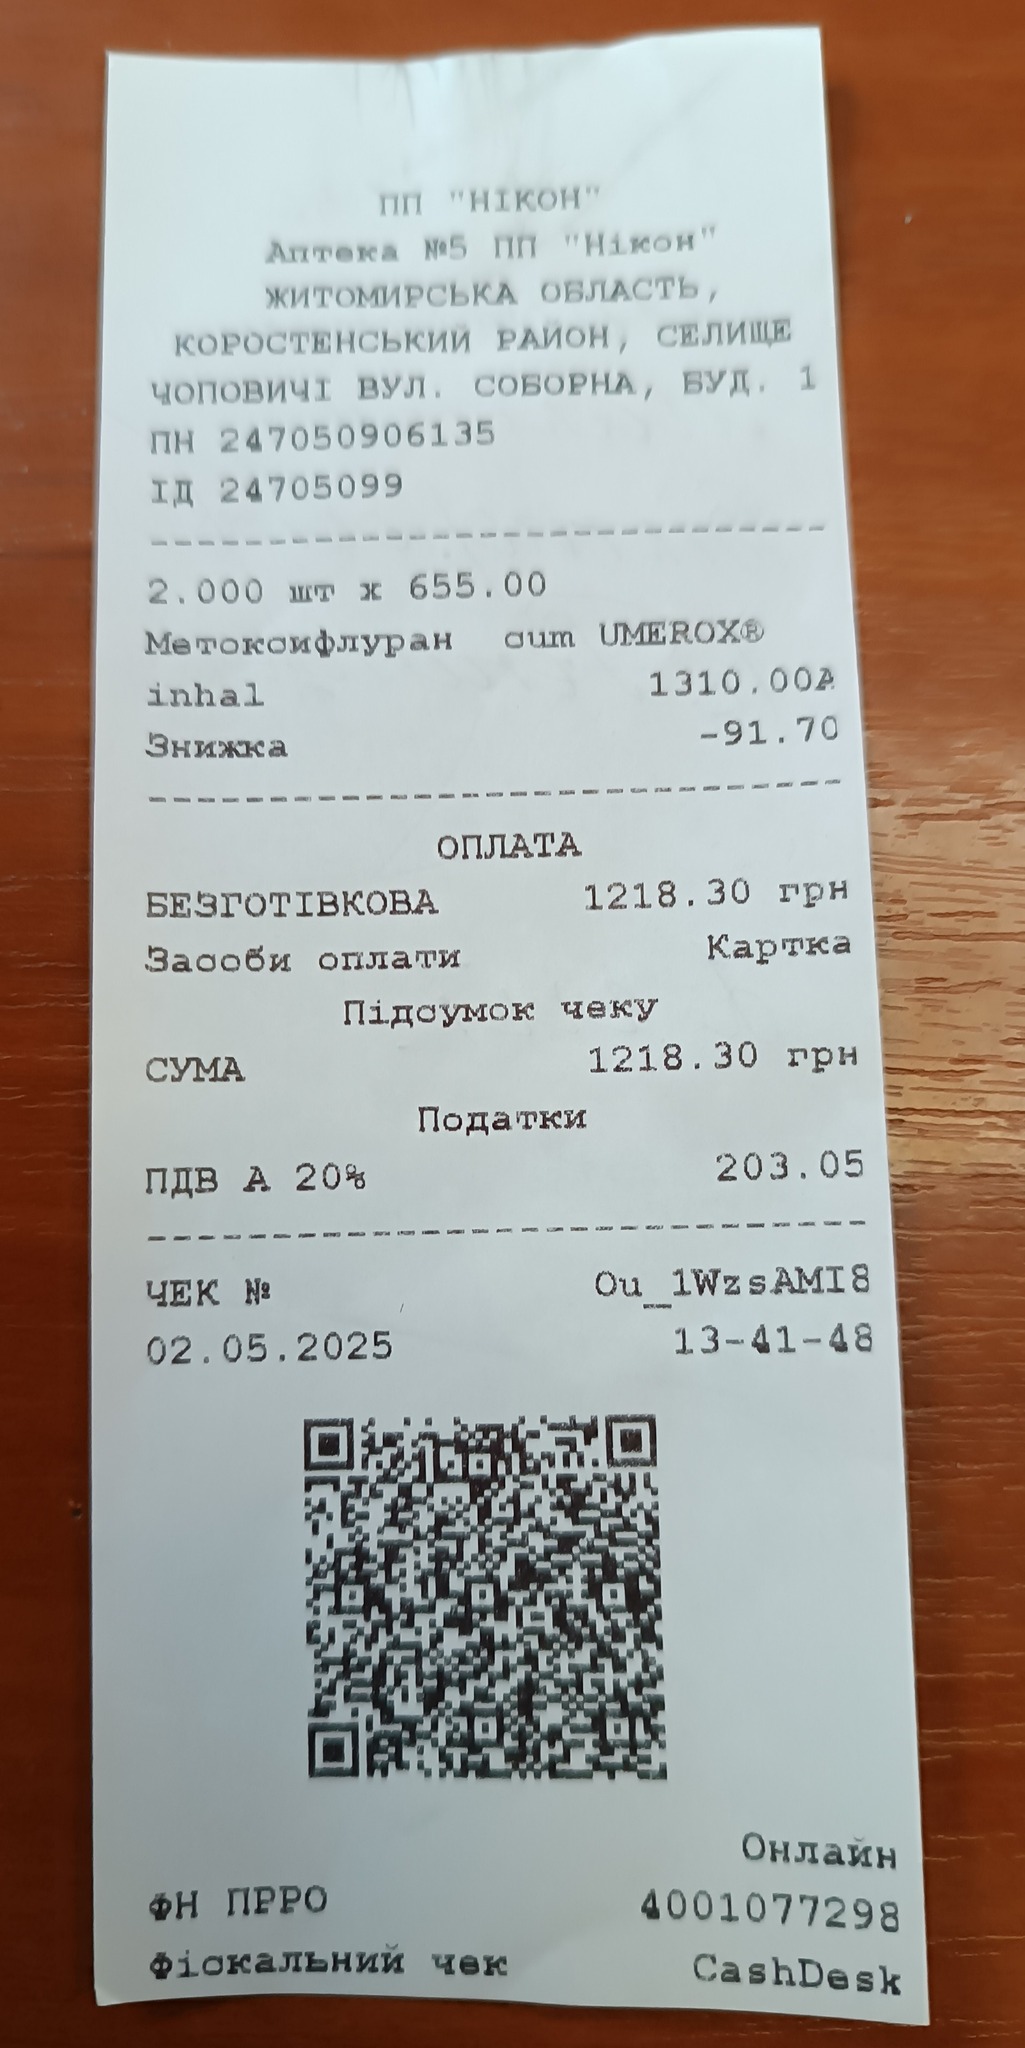 ПП "НІКОН"
Аптека №5 ПП "Нікон"
ЖИТОМИРСЬКА ОБЛАСТЬ,
КОРОСТЕНСЬКИЙ РАЙОН, СЕЛИЩЕ
ЧОПОВИЧІ ВУЛ. СОБОРНА, БУД. 1
ПН 247050906135
ІД 24705099
2.000 шт х 655.00
Метоксифлуран cum UMEROX®
inhal 1310.00А
Знижка -91.70
ОПЛАТА
БЕЗГОТІВКОВА 1218.30 грн
Засоби оплати Картка
Підсумок чеку
СУМА 1218.30 грн
Податки
ПДВ А 20% 203.05
ЧЕК № Ou_1WzsAMI8
02.05.2025 13-41-48
Онлайн
ФН ПРРО 4001077298
Фіскальний чек CashDesk